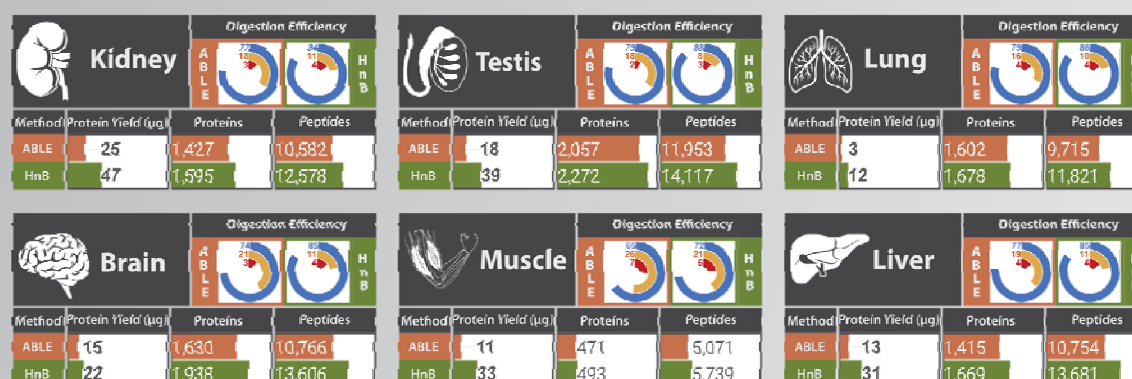 Digestion Efficiency
Kidney
ABLE
HnB
Method Protein Yield (µg) Proteins Peptides
ABLE 25 1,427 10,582
HnB 47 1,595 12,578
Digestion Efficiency
Testis
ABLE
HnB
Method Protein Yield (µg) Proteins Peptides
ABLE 18 2,057 11,953
HnB 39 2,272 14,117
Digestion Efficiency
Lung
ABLE
Method Protein Yield (µg) Proteins Peptides
ABLE 3 1,602 9,715
HnB 12 1,678 11,821
Digestion Efficiency
Brain
ABLE
HnB
Method Protein Yield (µg) Proteins Peptides
ABLE 15 1,630 10,766
HnB 22 1,938 13,606
Digestion Efficiency
Muscle
ABLE
HnB
Method Protein Yield (µg) Proteins Peptides
ABLE 11 471 5,071
HnB 33 493 5,739
Digestion Efficiency
Liver
ABLE
Method Protein Yield (µg) Proteins Peptides
ABLE 13 1,415 10,754
HnB 31 1,669 13,681